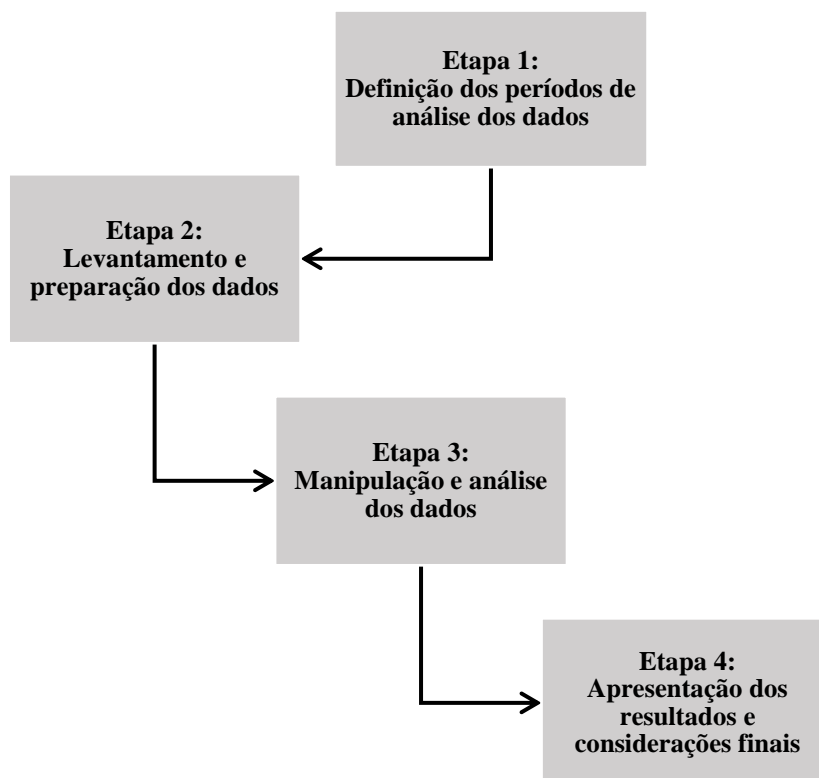 Etapa 1:
Definição dos períodos de
análise dos dados
Etapa 2:
Levantamento e
preparação dos dados
Etapa 3:
Manipulação e análise
dos dados
Etapa 4:
Apresentação dos
resultados e
considerações finais